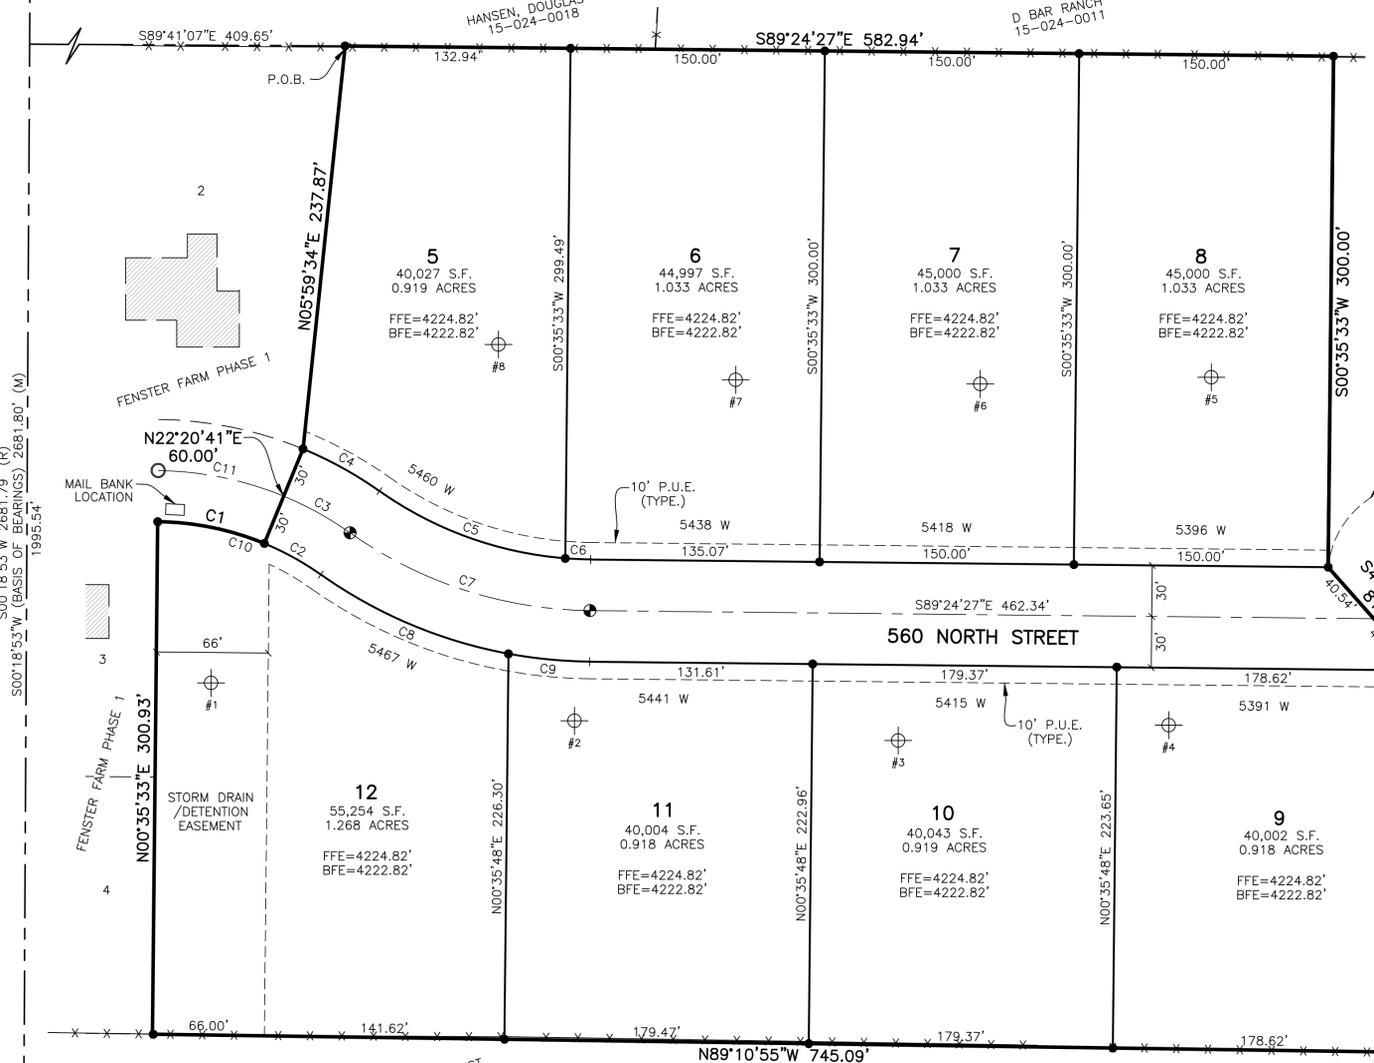 HANSEN, DOUGLAS
15-024-0018
D BAR RANCH
15-024-0011
S89°41'07"E 409.65'
S89°24'27"E 582.94'
132.94'
150.00'
150.00'
150.00'
P.O.B.
2
N05°59'34"E 237.87'
5
40,027 S.F.
0.919 ACRES
FFE=4224.82'
BFE=4222.82'
#8
S00°35'33"W 299.49'
6
44,997 S.F.
1.033 ACRES
FFE=4224.82'
BFE=4222.82'
#7
S00°35'33"W 300.00'
7
45,000 S.F.
1.033 ACRES
FFE=4224.82'
BFE=4222.82'
#6
S00°35'33"W 300.00'
8
45,000 S.F.
1.033 ACRES
FFE=4224.82'
BFE=4222.82'
#5
S00°35'33"W 300.00'
FENSTER FARM PHASE 1
N22°20'41"E
60.00'
C11
MAIL BANK
LOCATION
C1
C10
C2
C3
C4
C5
C6
C7
C8
C9
30'
30'
5460 W
10' P.U.E.
(TYPE.)
5438 W
5418 W
5396 W
135.07'
150.00'
150.00'
S89°24'27"E 462.34'
560 NORTH STREET
30'
30'
40.54'
S00°18'53"W 2681.79' (R)
S00°18'53"W (BASIS OF BEARINGS) 2681.80' (M)
1995.54'
3
66'
#1
5467 W
131.61'
179.37'
178.62'
5441 W
5415 W
5391 W
10' P.U.E.
(TYPE.)
#2
#3
#4
FENSTER FARM PHASE 1
N00°35'33"E 300.93'
STORM DRAIN
/DETENTION
EASEMENT
4
12
55,254 S.F.
1.268 ACRES
FFE=4224.82'
BFE=4222.82'
N00°35'48"E 226.30'
11
40,004 S.F.
0.918 ACRES
FFE=4224.82'
BFE=4222.82'
N00°35'48"E 222.96'
10
40,043 S.F.
0.919 ACRES
FFE=4224.82'
BFE=4222.82'
N00°35'48"E 223.65'
9
40,002 S.F.
0.918 ACRES
FFE=4224.82'
BFE=4222.82'
66.00'
141.62'
179.47'
179.37'
178.62'
N89°10'55"W 745.09'